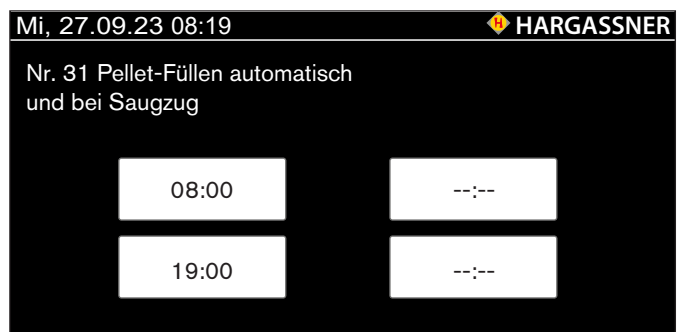 Mi, 27.09.23 08:19 H HARGASSNER
Nr. 31 Pellet-Füllen automatisch
und bei Saugzug
08:00 --:--
19:00 --:--